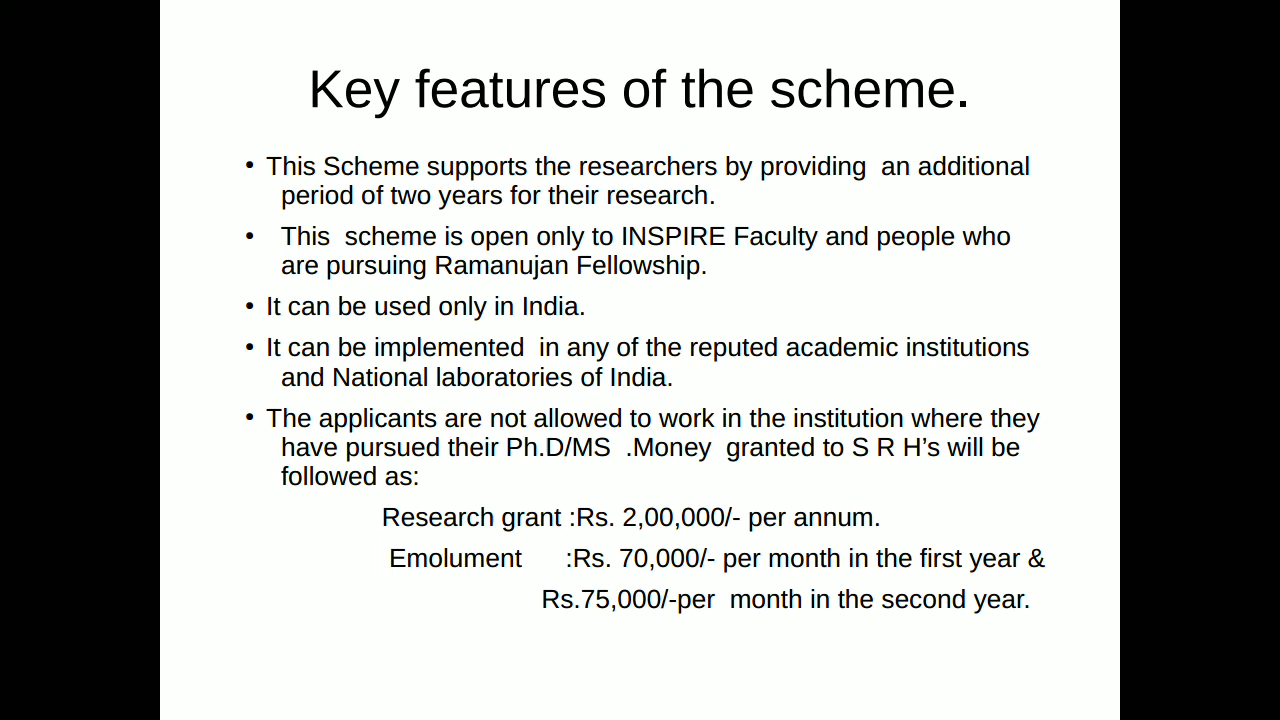 Key features of the scheme.
• This Scheme supports the researchers by providing  an additional
period of two years for their research.
•  This  scheme is open only to INSPIRE Faculty and people who
are pursuing Ramanujan Fellowship.
• It can be used only in India.
• It can be implemented  in any of the reputed academic institutions
and National laboratories of India.
• The applicants are not allowed to work in the institution where they
have pursued their Ph.D/MS  .Money  granted to S R H’s will be
followed as:
Research grant :Rs. 2,00,000/- per annum.
Emolument      :Rs. 70,000/- per month in the first year &
Rs.75,000/-per  month in the second year.